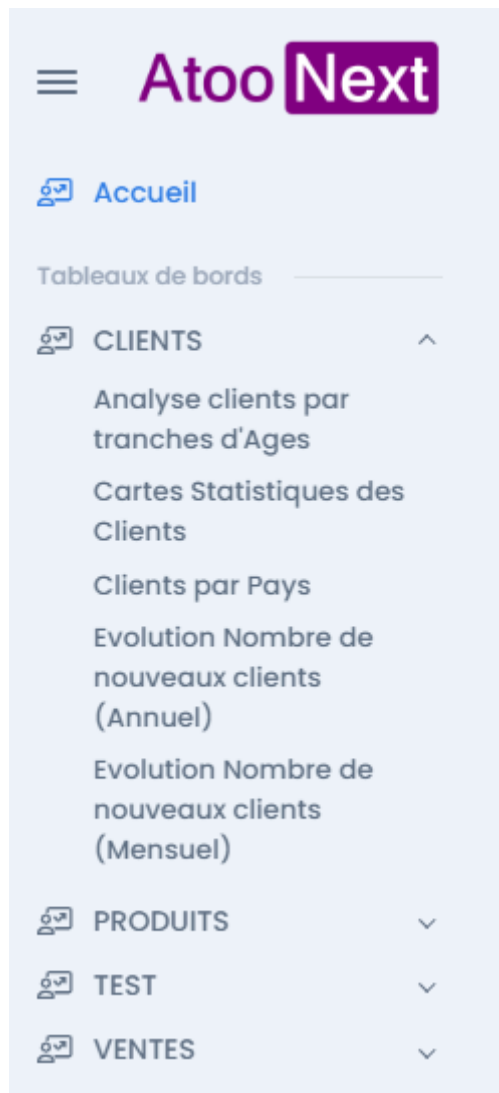 Atoo Next
Accueil
Tableaux de bords
CLIENTS
Analyse clients par
tranches d'Ages
Cartes Statistiques des
Clients
Clients par Pays
Evolution Nombre de
nouveaux clients
(Annuel)
Evolution Nombre de
nouveaux clients
(Mensuel)
PRODUITS
TEST
VENTES